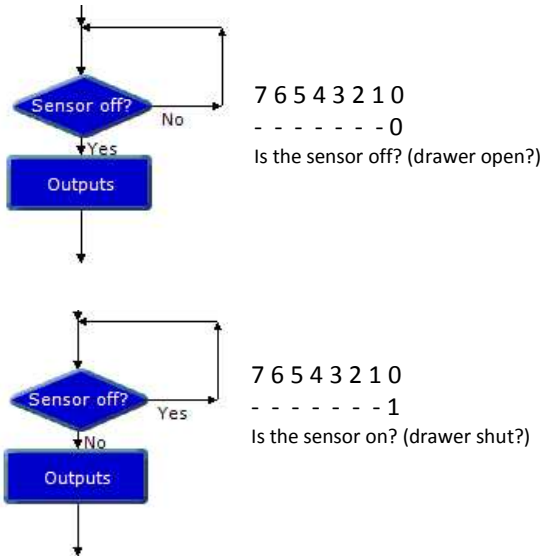 Sensor off?
No
Yes
Outputs
7 6 5 4 3 2 1 0
- - - - - - - 0
Is the sensor off? (drawer open?)
Sensor off?
Yes
No
Outputs
7 6 5 4 3 2 1 0
- - - - - - - 1
Is the sensor on? (drawer shut?)